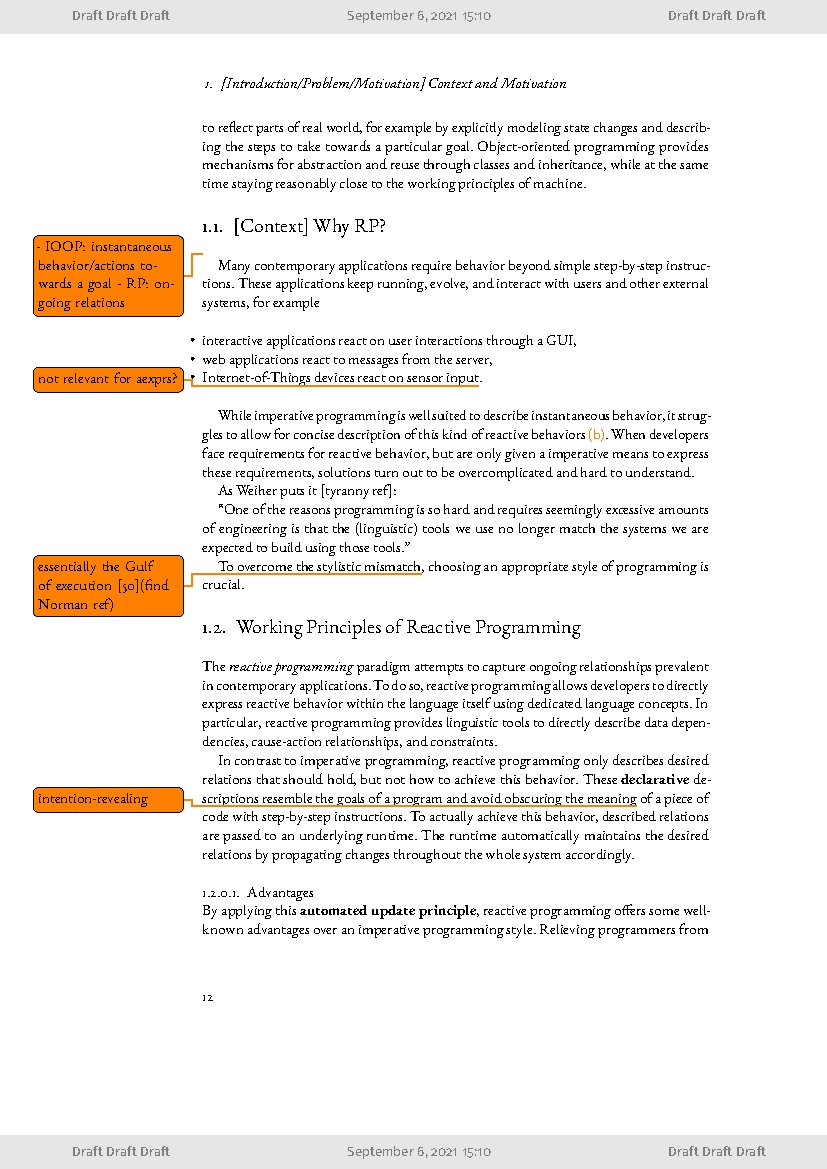 Draft Draft Draft September 6, 2021 15:10 Draft Draft Draft
1. [Introduction/Problem/Motivation] Context and Motivation
to reflect parts of real world, for example by explicitly modeling state changes and describ-
ing the steps to take towards a particular goal. Object-oriented programming provides
mechanisms for abstraction and reuse through classes and inheritance, while at the same
time staying reasonably close to the working principles of machine.
1.1. [Context] Why RP?
- IOOP: instantaneous
behavior/actions to-
wards a goal - RP: on-
going relations
Many contemporary applications require behavior beyond simple step-by-step instruc-
tions. These applications keep running, evolve, and interact with users and other external
systems, for example
• interactive applications react on user interactions through a GUI,
• web applications react to messages from the server,
not relevant for aexprs?
• Internet-of-Things devices react on sensor input.
While imperative programming is well suited to describe instantaneous behavior, it strug-
gles to allow for concise description of this kind of reactive behaviors (b). When developers
face requirements for reactive behavior, but are only given a imperative means to express
these requirements, solutions turn out to be overcomplicated and hard to understand.
As Weiher puts it [tyranny ref]:
"One of the reasons programming is so hard and requires seemingly excessive amounts
of engineering is that the (linguistic) tools we use no longer match the systems we are
expected to build using those tools."
essentially the Gulf
of execution [50](find
Norman ref)
To overcome the stylistic mismatch, choosing an appropriate style of programming is
crucial.
1.2. Working Principles of Reactive Programming
The reactive programming paradigm attempts to capture ongoing relationships prevalent
in contemporary applications. To do so, reactive programming allows developers to directly
express reactive behavior within the language itself using dedicated language concepts. In
particular, reactive programming provides linguistic tools to directly describe data depen-
dencies, cause-action relationships, and constraints.
In contrast to imperative programming, reactive programming only describes desired
relations that should hold, but not how to achieve this behavior. These declarative de-
intention-revealing
scriptions resemble the goals of a program and avoid obscuring the meaning of a piece of
code with step-by-step instructions. To actually achieve this behavior, described relations
are passed to an underlying runtime. The runtime automatically maintains the desired
relations by propagating changes throughout the whole system accordingly.
1.2.0.1. Advantages
By applying this automated update principle, reactive programming offers some well-
known advantages over an imperative programming style. Relieving programmers from
12
Draft Draft Draft September 6, 2021 15:10 Draft Draft Draft